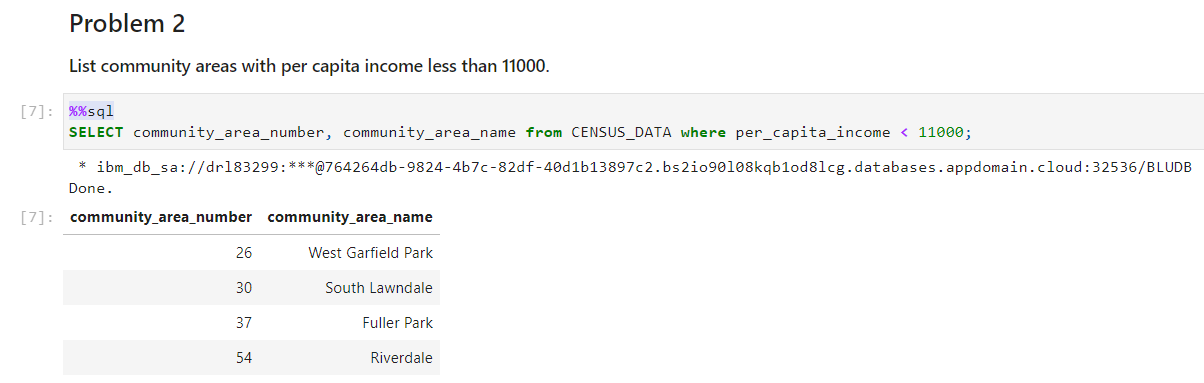 Problem 2
List community areas with per capita income less than 11000.
[7]: %%sql
SELECT community_area_number, community_area_name from CENSUS_DATA where per_capita_income < 11000;
* ibm_db_sa://drl83299:***@764264db-9824-4b7c-82df-40d1b13897c2.bs2io90l08kqb1od8lcg.databases.appdomain.cloud:32536/BLUDB
Done.
[7]: community_area_number community_area_name
26 West Garfield Park
30 South Lawndale
37 Fuller Park
54 Riverdale